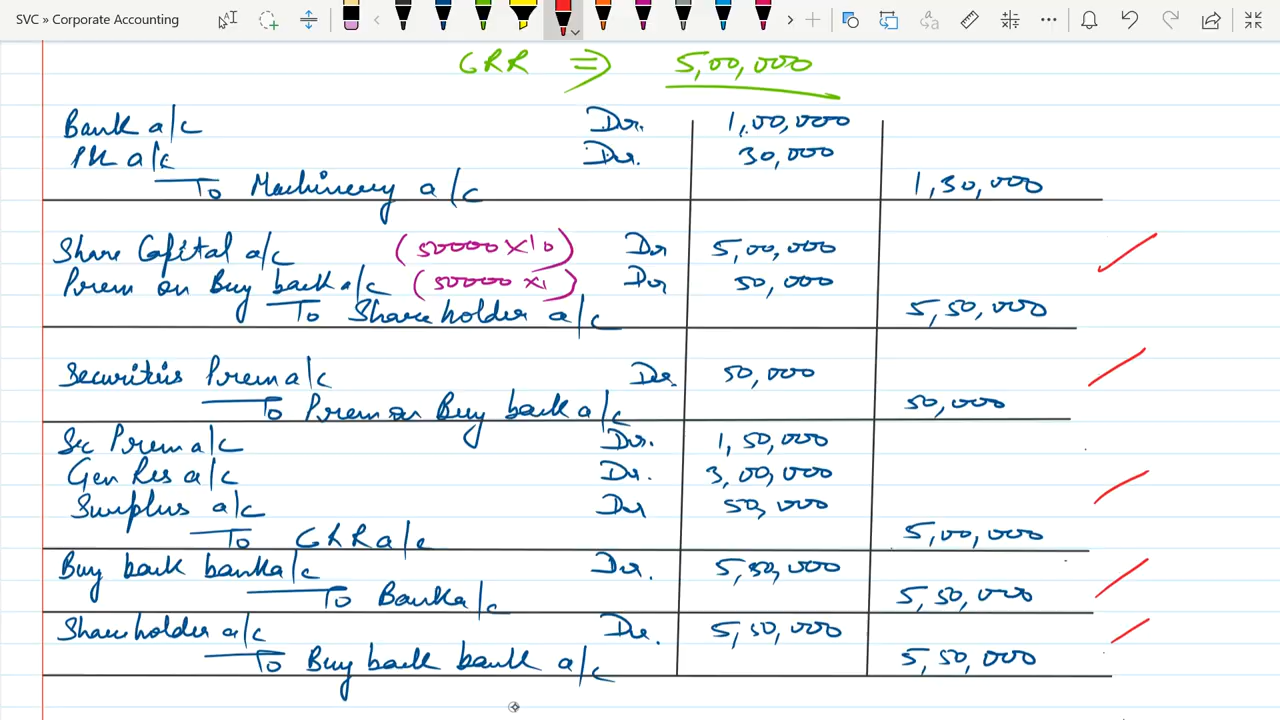 SVC » Corporate Accounting
CRR ⇒ 5,00,000
Bank a/c Dr. 1,00,000
P/L a/c Dr. 30,000
To Machinery a/c 1,30,000
Share Capital a/c (50000 × 10) Dr 5,00,000
Prem on Buy back a/c (50000 × 1) Dr 50,000
To Shareholder a/c 5,50,000
Securities Prem a/c Dr. 50,000
To Prem on Buy back a/c 50,000
Sec Prem a/c Dr. 1,50,000
Gen Res a/c Dr. 3,00,000
Surplus a/c Dr 50,000
To CRR a/c 5,00,000
Buy back bank a/c Dr. 5,50,000
To Bank a/c 5,50,000
Shareholder a/c Dr. 5,50,000
To Buy back bank a/c 5,50,000